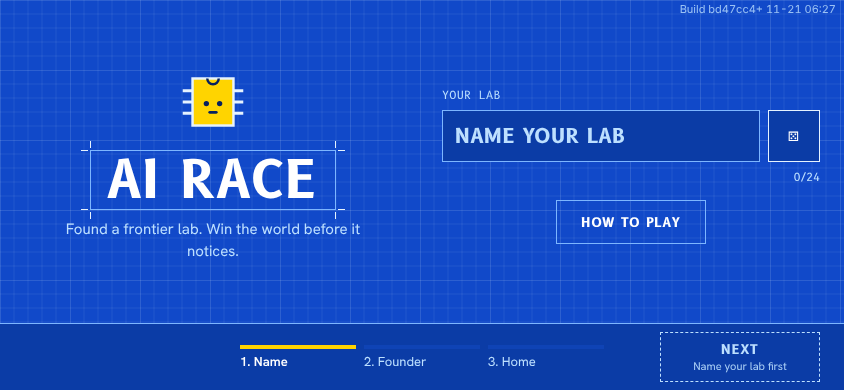 Build bd47cc4+ 11-21 06:27
AI RACE
Found a frontier lab. Win the world before it
notices.
YOUR LAB
NAME YOUR LAB
0/24
HOW TO PLAY
1. Name
2. Founder
3. Home
NEXT
Name your lab first